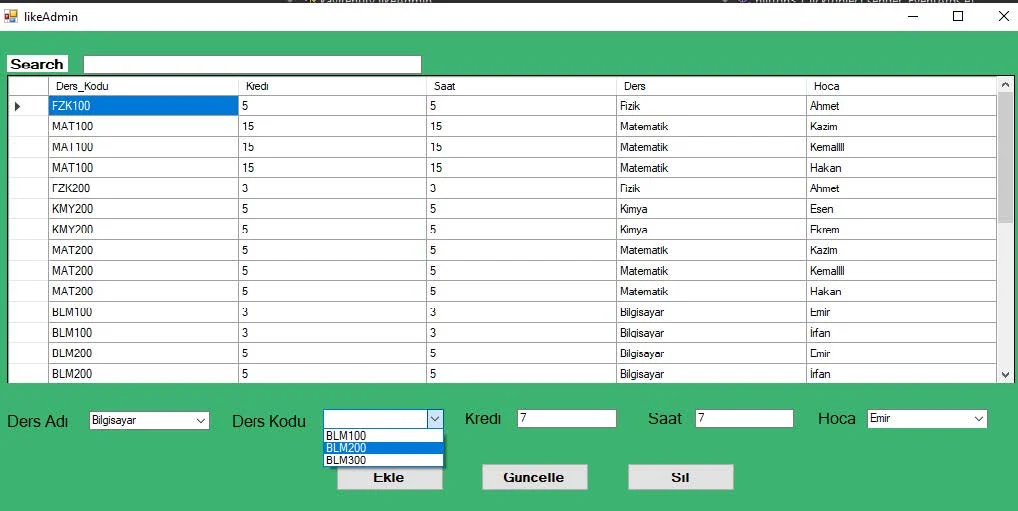 likeAdmin
Search
Ders_Kodu Kredi Saat Ders Hoca
FZK100 5 5 Fizik Ahmet
MAT100 15 15 Matematik Kazim
MAT100 15 15 Matematik Kemallll
MAT100 15 15 Matematik Hakan
FZK200 3 3 Fizik Ahmet
KMY200 5 5 Kimya Esen
KMY200 5 5 Kimya Ekrem
MAT200 5 5 Matematik Kazim
MAT200 5 5 Matematik Kemallll
MAT200 5 5 Matematik Hakan
BLM100 3 3 Bilgisayar Emir
BLM100 3 3 Bilgisayar İrfan
BLM200 5 5 Bilgisayar Emir
BLM200 5 5 Bilgisayar İrfan
Ders Adı Bilgisayar Ders Kodu Kredi 7 Saat 7 Hoca Emir
BLM100
BLM200
BLM300
Ekle Güncelle Sil